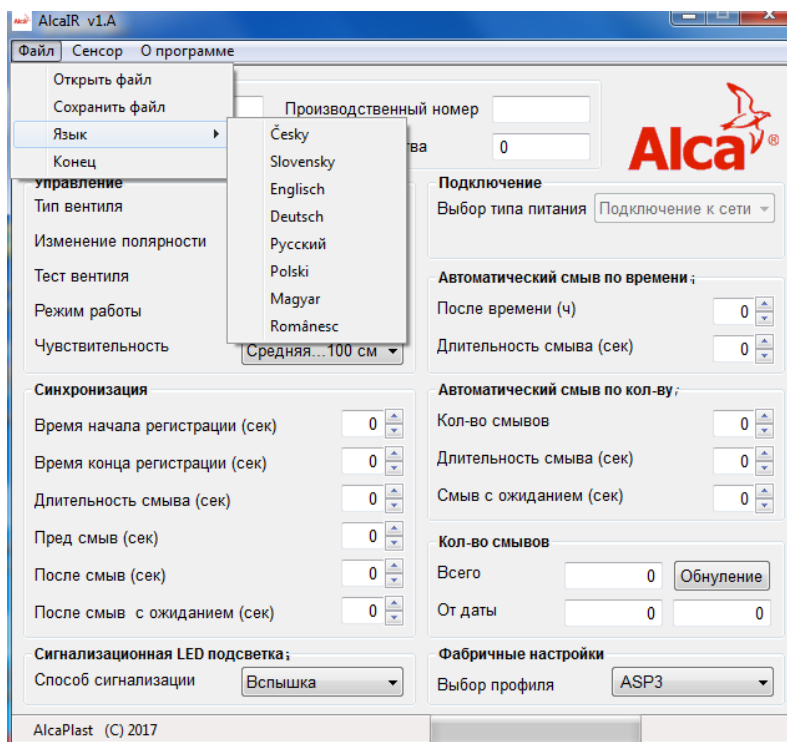 Alca AlcaIR v1.A Alca
Файл Сенсор О программе
Открыть файл
Сохранить файл
Язык
Конец
Česky
Slovensky
Englisch
Deutsch
Русский
Polski
Magyar
Românesc
Производственный номер
ва 0
Alca ®
Управление
Тип вентиля
Изменение полярности
Тест вентиля
Режим работы
Чувствительность Средняя...100 см
Подключение
Выбор типа питания Подключение к сети
Автоматический смыв по времени ;
После времени (ч) 0
Длительность смыва (сек) 0
Синхронизация
Время начала регистрации (сек) 0
Время конца регистрации (сек) 0
Длительность смыва (сек) 0
Пред смыв (сек) 0
После смыв (сек) 0
После смыв с ожиданием (сек) 0
Автоматический смыв по кол-ву ;
Кол-во смывов 0
Длительность смыва (сек) 0
Смыв с ожиданием (сек) 0
Кол-во смывов
Всего 0 Обнуление
От даты 0 0
Сигнализационная LED подсветка ;
Способ сигнализации Вспышка
Фабричные настройки
Выбор профиля ASP3
AlcaPlast (C) 2017